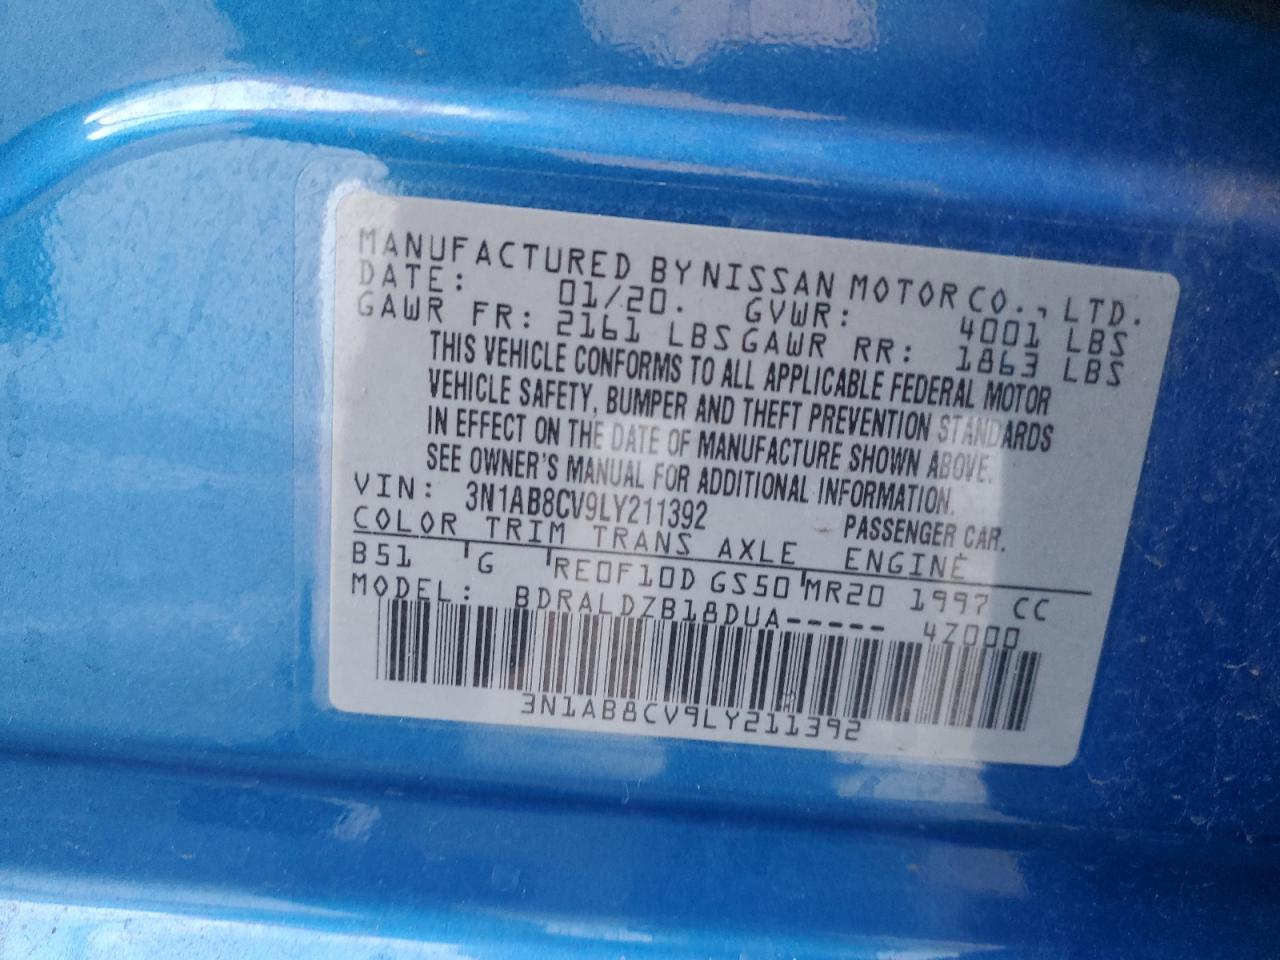 MANUFACTURED BY NISSAN MOTOR CO., LTD.
DATE: 01/20. GVWR: 4001 LBS
GAWR FR: 2161 LBS GAWR RR: 1863 LBS
THIS VEHICLE CONFORMS TO ALL APPLICABLE FEDERAL MOTOR
VEHICLE SAFETY, BUMPER AND THEFT PREVENTION STANDARDS
IN EFFECT ON THE DATE OF MANUFACTURE SHOWN ABOVE.
SEE OWNER'S MANUAL FOR ADDITIONAL INFORMATION.
VIN: 3N1AB8CV9LY211392 PASSENGER CAR.
COLOR TRIM TRANS AXLE ENGINE
B51 G RE0F10D GS50 MR20 1997 CC
MODEL: BDRALDZB18DUA----- 4Z000
3N1AB8CV9LY211392